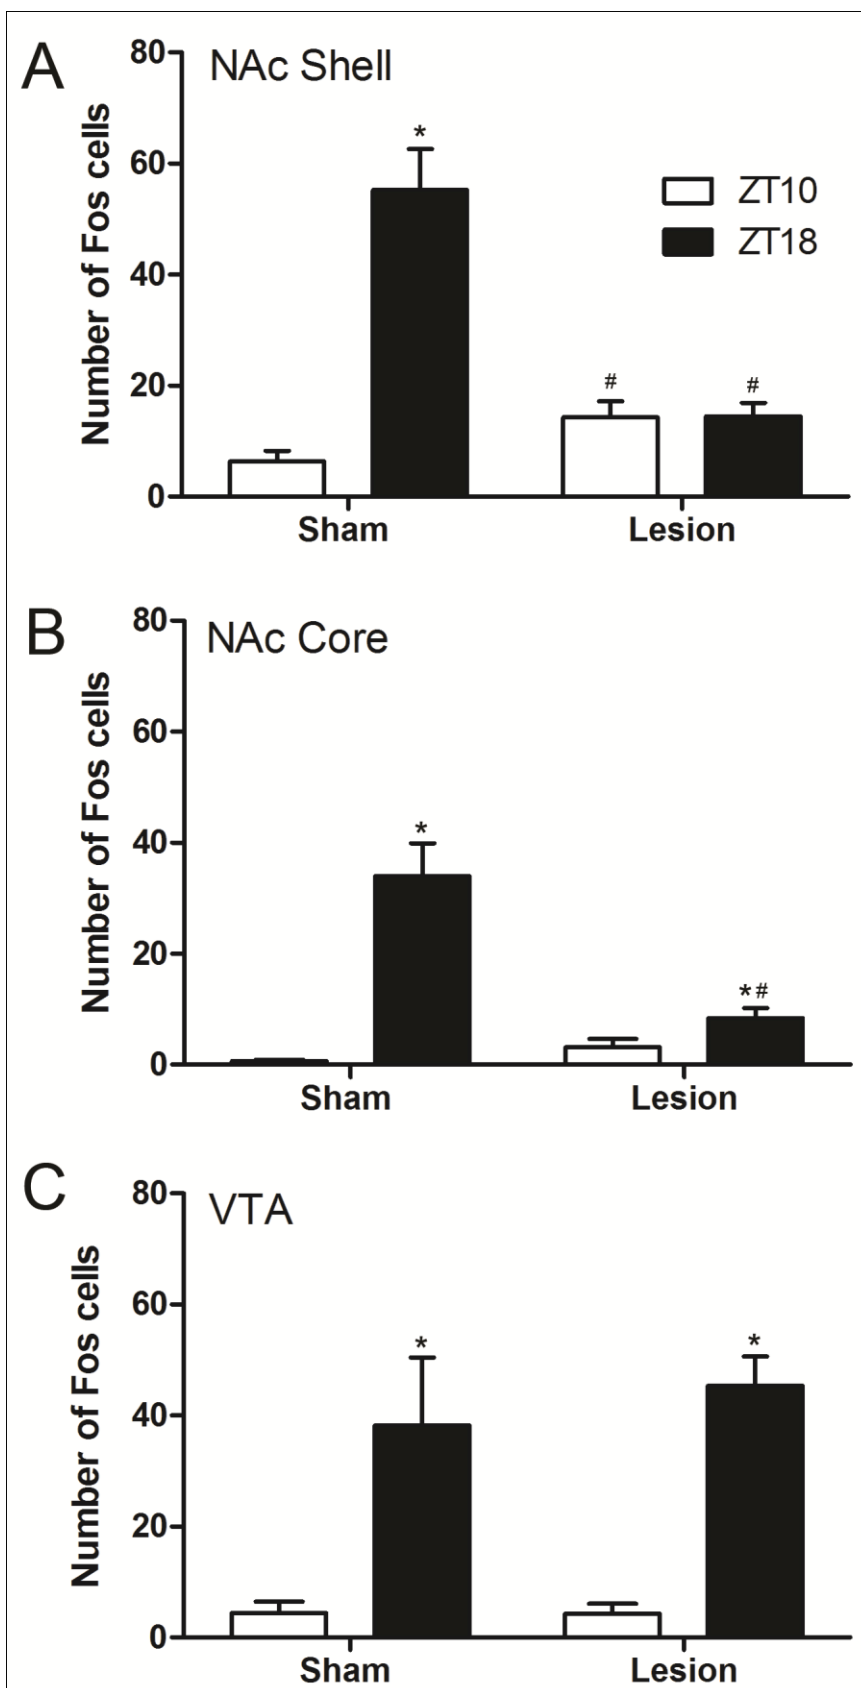 A
NAc Shell
Number of Fos cells
80
60
40
20
0
*
#
#
ZT10
ZT18
Sham
Lesion
B
NAc Core
Number of Fos cells
80
60
40
20
0
*
*#
Sham
Lesion
C
VTA
Number of Fos cells
80
60
40
20
0
*
*
Sham
Lesion